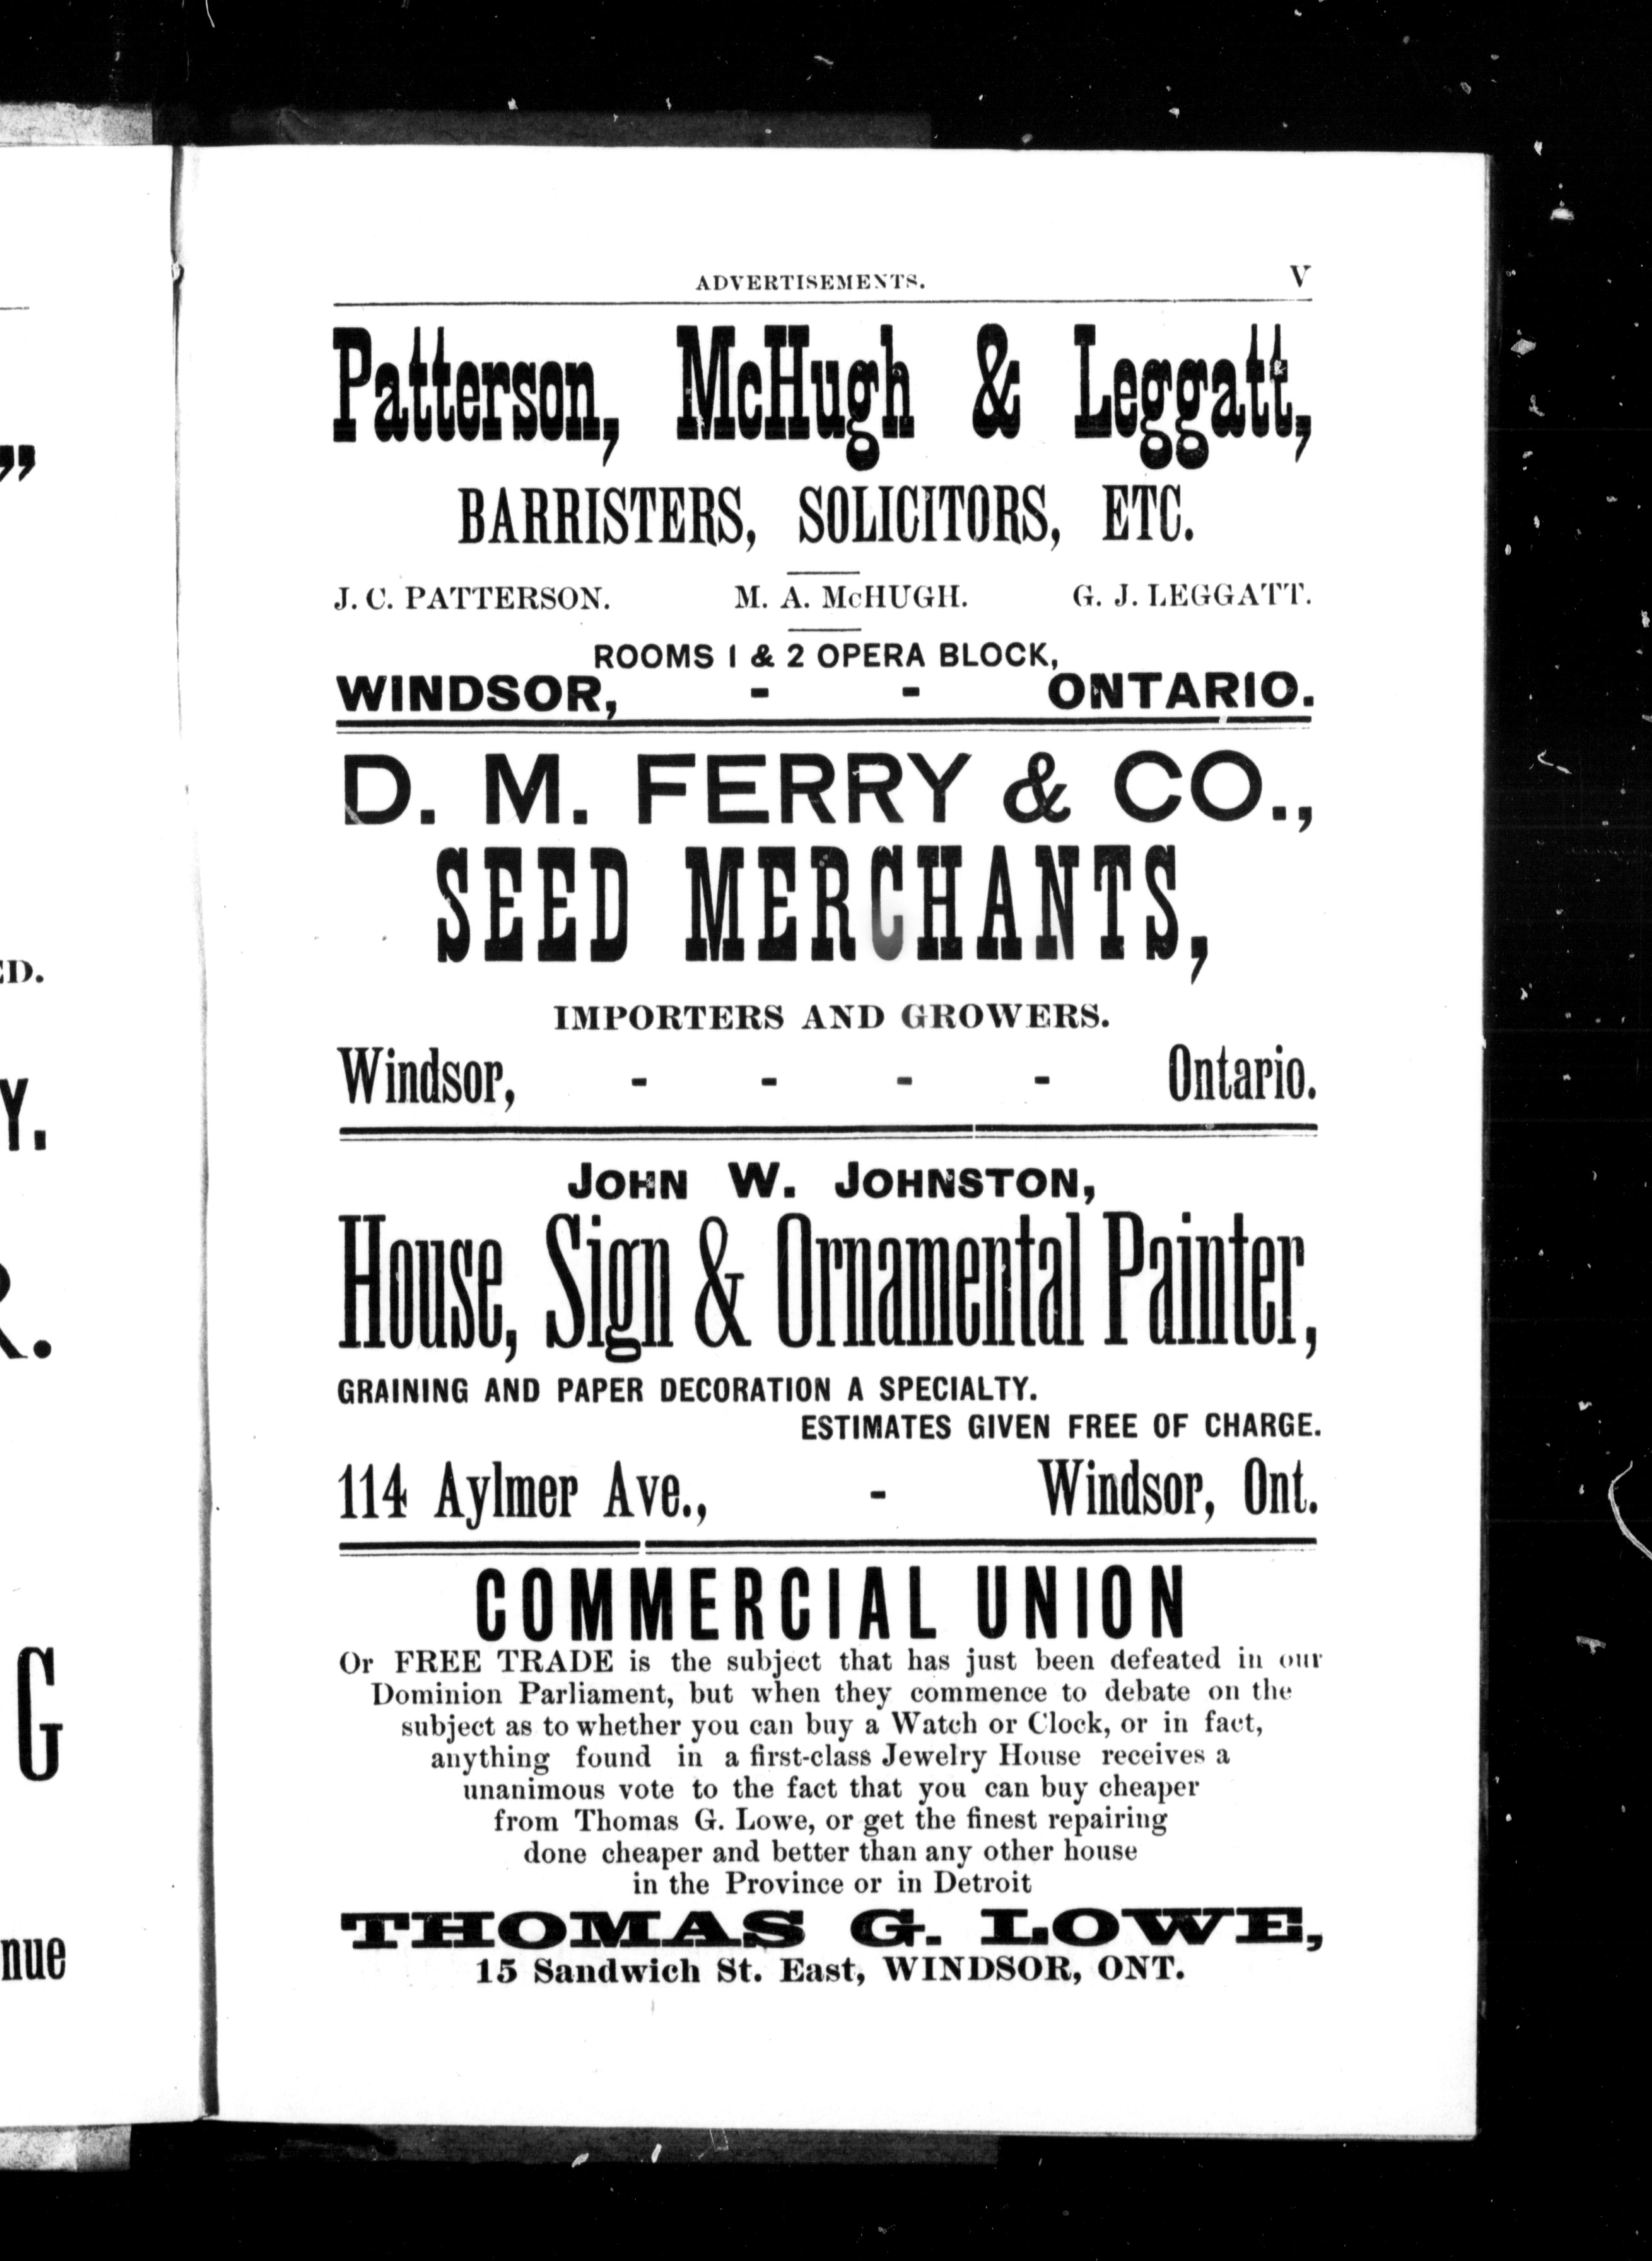 ADVERTISEMENTS. V
Patterson, McHugh & Leggatt,
BARRISTERS, SOLICITORS, ETC.
J. C. PATTERSON. M. A. McHUGH. G. J. LEGGATT.
ROOMS 1 & 2 OPERA BLOCK,
WINDSOR, - - ONTARIO.
D. M. FERRY & CO.,
SEED MERCHANTS,
IMPORTERS AND GROWERS.
Windsor, - - - - Ontario.
JOHN W. JOHNSTON,
House, Sign & Ornamental Painter,
GRAINING AND PAPER DECORATION A SPECIALTY.
ESTIMATES GIVEN FREE OF CHARGE.
114 Aylmer Ave., - Windsor, Ont.
COMMERCIAL UNION
Or FREE TRADE is the subject that has just been defeated in our
Dominion Parliament, but when they commence to debate on the
subject as to whether you can buy a Watch or Clock, or in fact,
anything found in a first-class Jewelry House receives a
unanimous vote to the fact that you can buy cheaper
from Thomas G. Lowe, or get the finest repairing
done cheaper and better than any other house
in the Province or in Detroit
THOMAS G. LOWE,
15 Sandwich St. East, WINDSOR, ONT.